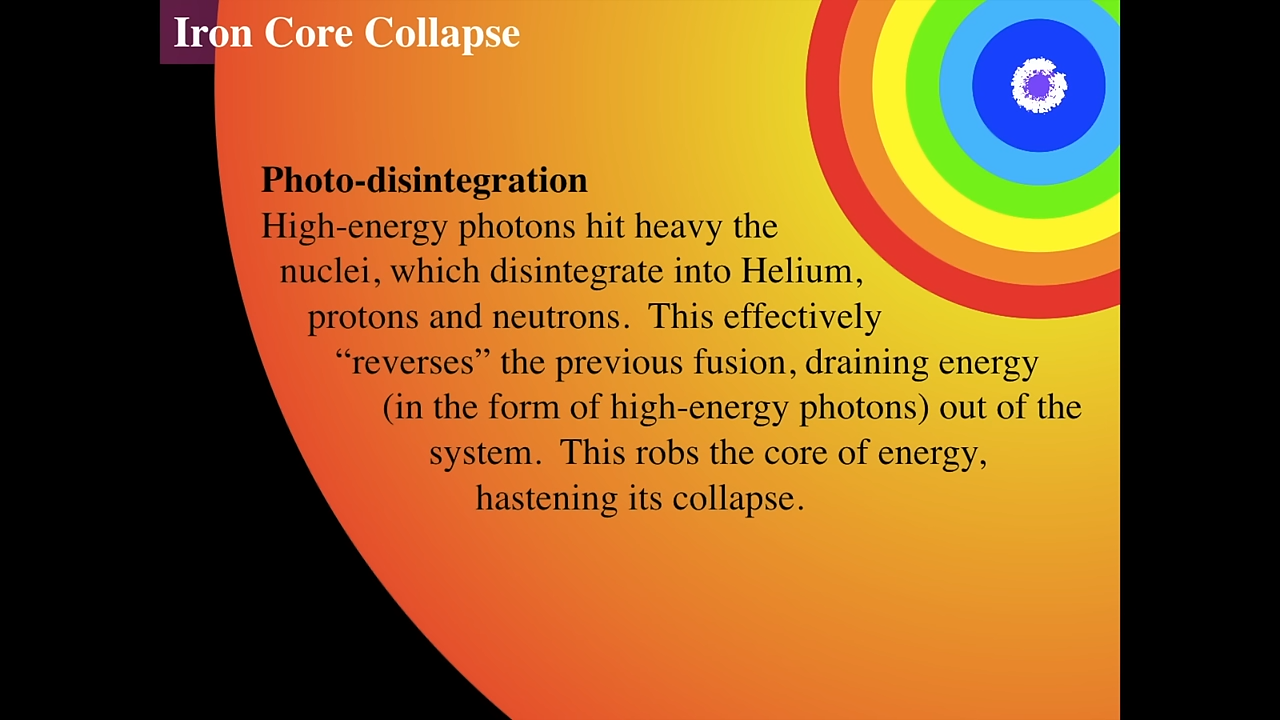 Iron Core Collapse
Photo-disintegration
High-energy photons hit heavy the
nuclei, which disintegrate into Helium,
protons and neutrons.  This effectively
“reverses” the previous fusion, draining energy
(in the form of high-energy photons) out of the
system.  This robs the core of energy,
hastening its collapse.